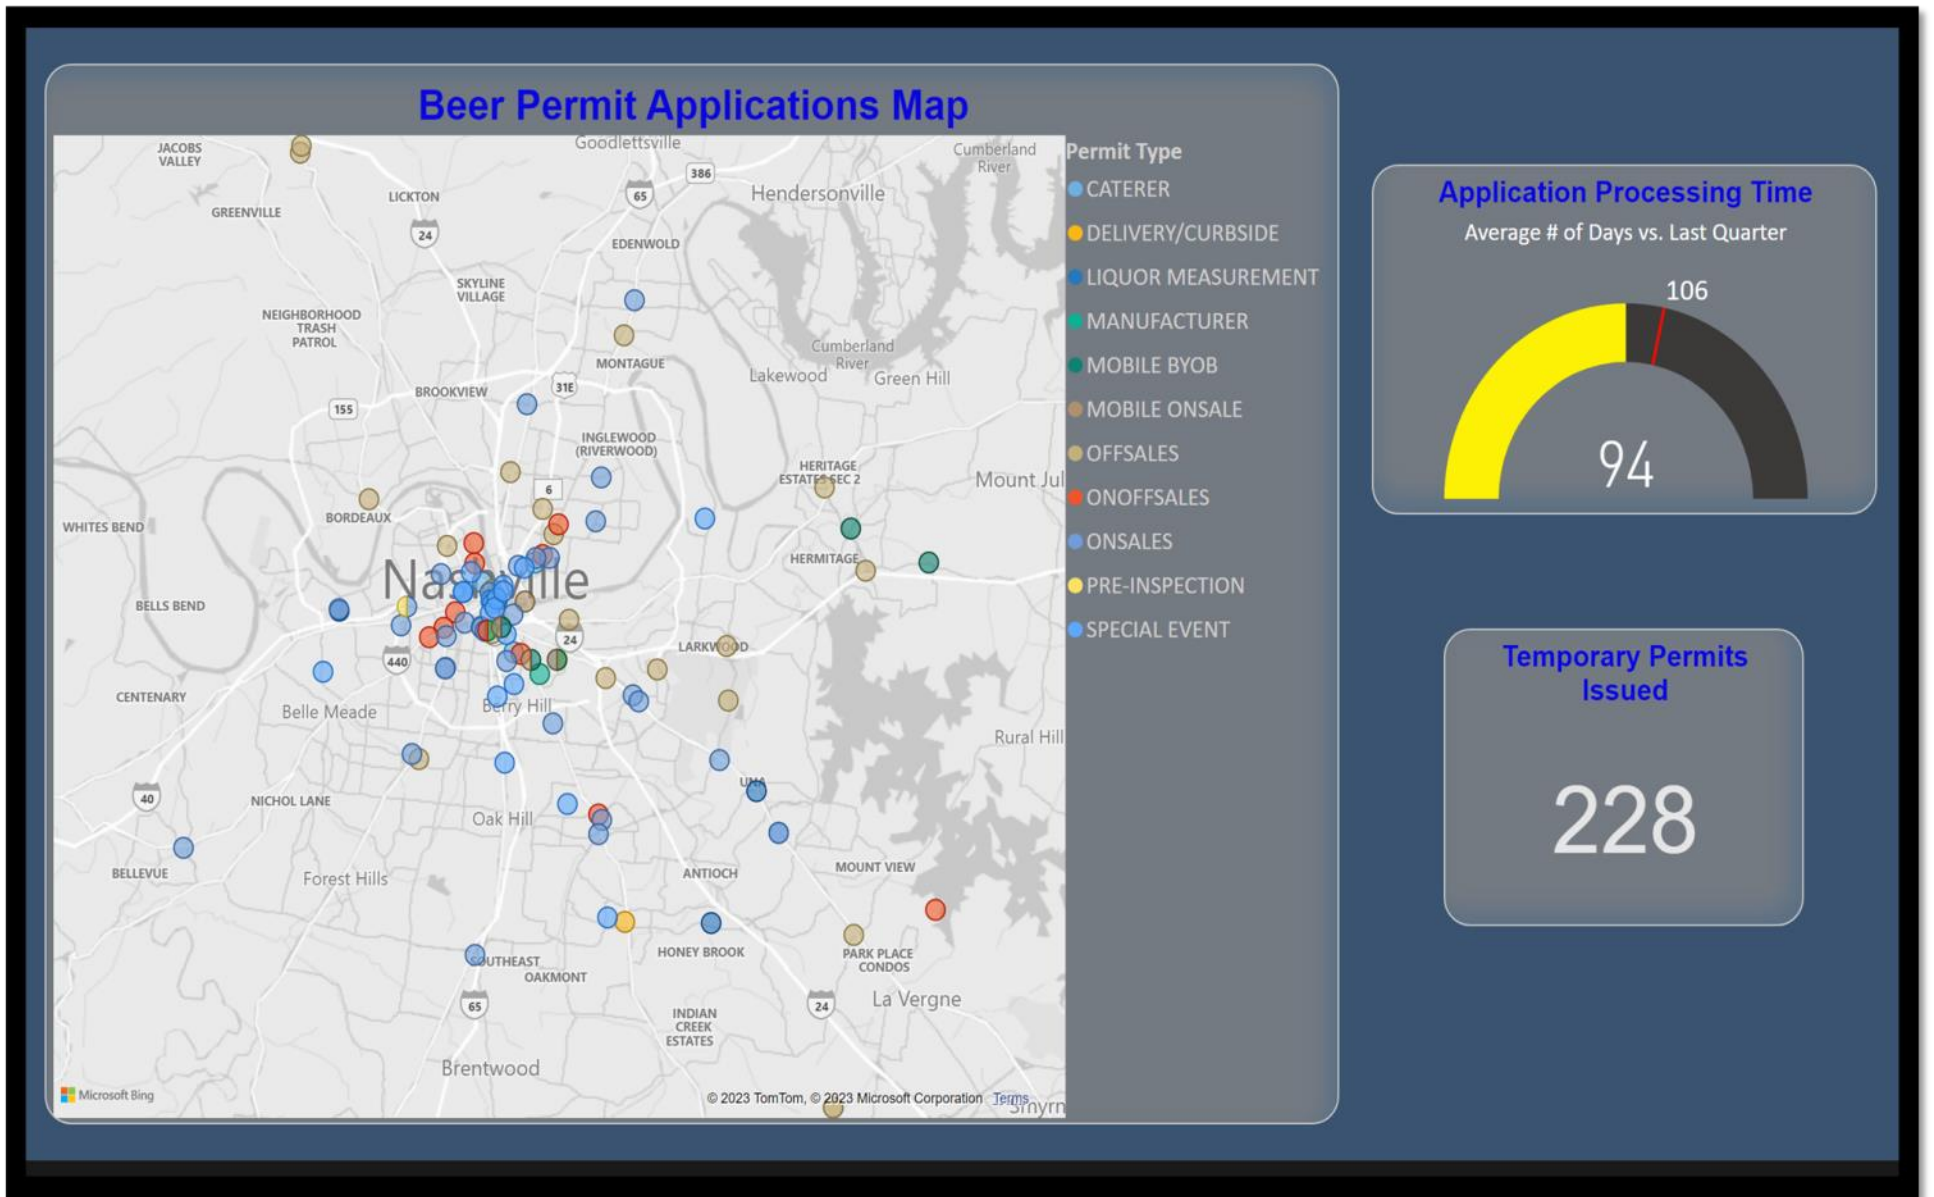 Beer Permit Applications Map
Goodlettsville
JACOBS
VALLEY
Cumberland
River
386
LICKTON
65
Hendersonville
GREENVILLE
24
EDENWOLD
SKYLINE
VILLAGE
NEIGHBORHOOD
TRASH
PATROL
Cumberland
River
MONTAGUE
Lakewood
Green Hill
BROOKVIEW
31E
155
INGLEWOOD
(RIVERWOOD)
HERITAGE
ESTATES SEC 2
Mount Jul
6
BORDEAUX
WHITES BEND
HERMITAGE
Nashville
BELLS BEND
24
LARKWOOD
440
CENTENARY
Belle Meade
Berry Hill
Rural Hill
UNA
40
NICHOL LANE
Oak Hill
BELLEVUE
Forest Hills
ANTIOCH
MOUNT VIEW
SOUTHEAST
OAKMONT
HONEY BROOK
PARK PLACE
CONDOS
65
24
La Vergne
INDIAN
CREEK
ESTATES
Brentwood
Microsoft Bing
© 2023 TomTom, © 2023 Microsoft Corporation Terms
Smyrn
Permit Type
CATERER
DELIVERY/CURBSIDE
LIQUOR MEASUREMENT
MANUFACTURER
MOBILE BYOB
MOBILE ONSALE
OFFSALES
ONOFFSALES
ONSALES
PRE-INSPECTION
SPECIAL EVENT
Application Processing Time
Average # of Days vs. Last Quarter
106
94
Temporary Permits
Issued
228